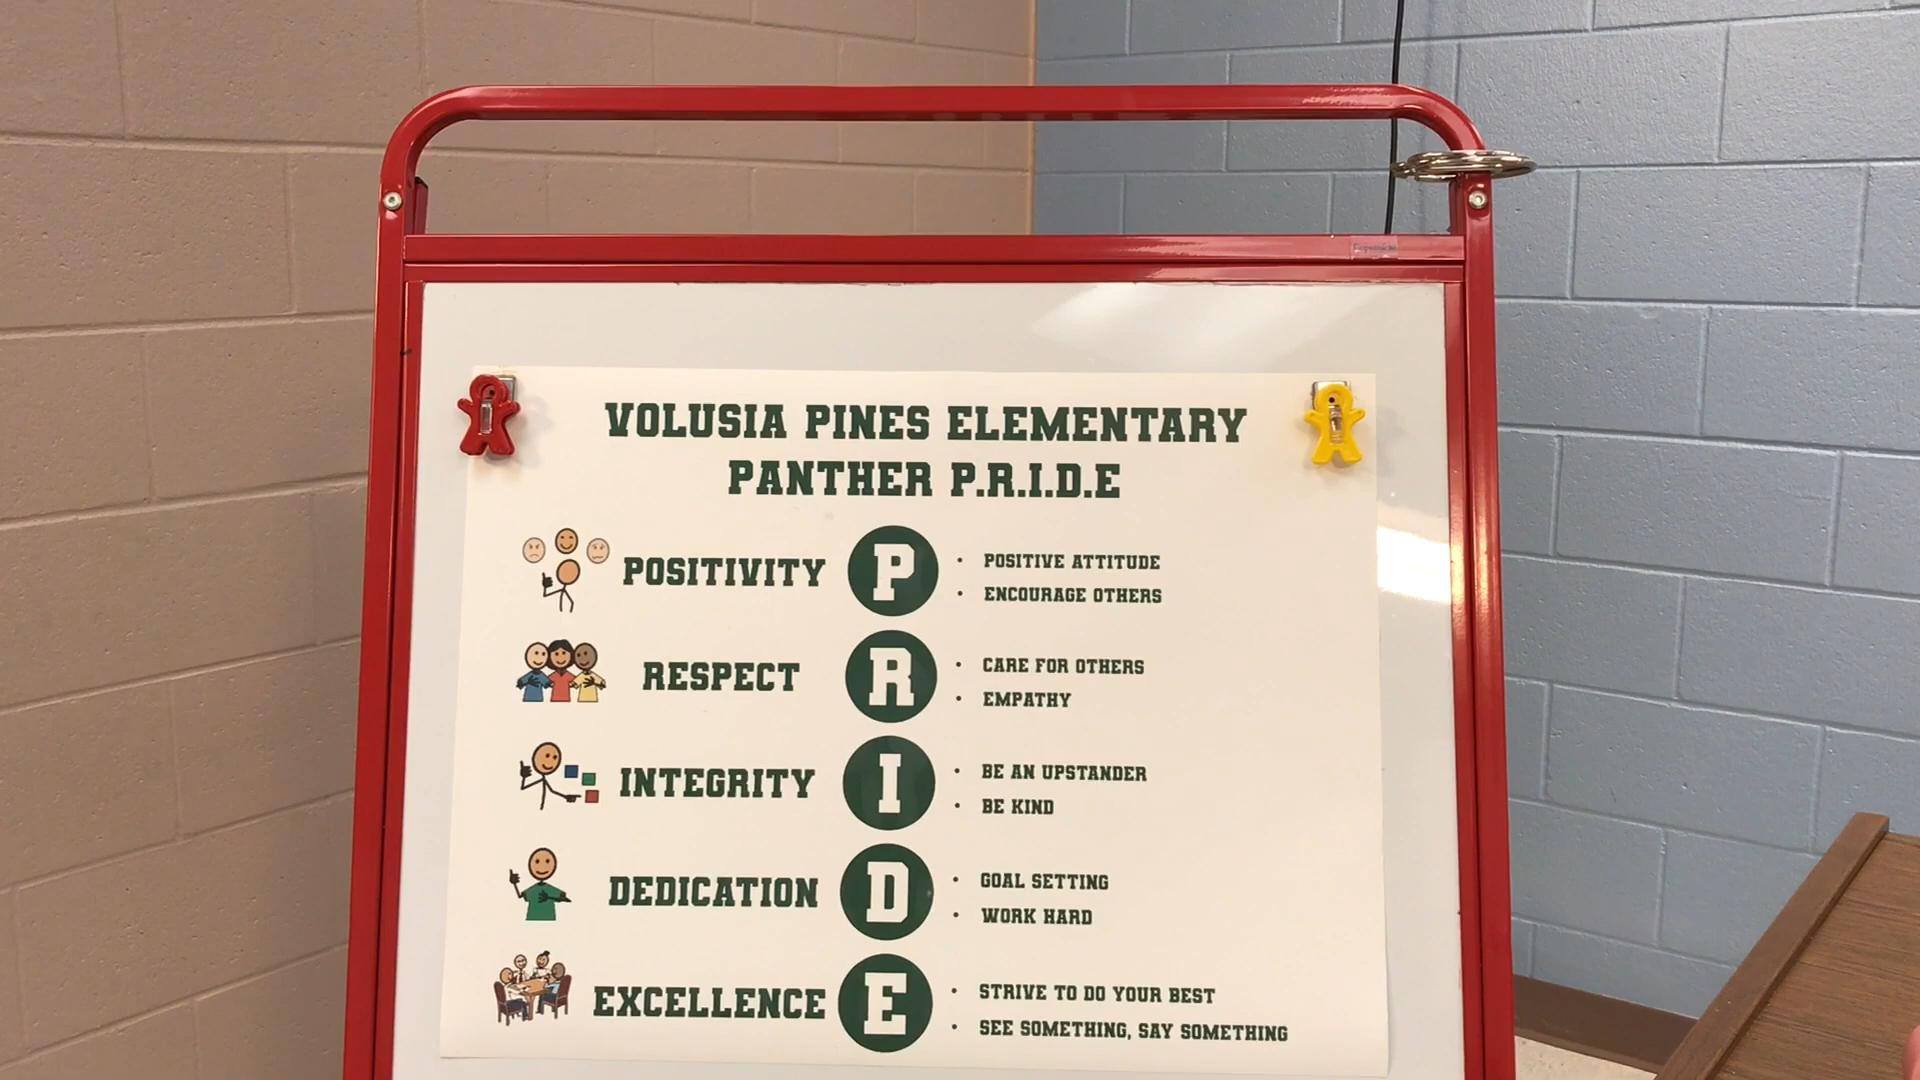 VOLUSIA PINES ELEMENTARY
PANTHER P.R.I.D.E
POSITIVITY P • POSITIVE ATTITUDE
• ENCOURAGE OTHERS
RESPECT R • CARE FOR OTHERS
• EMPATHY
INTEGRITY I • BE AN UPSTANDER
• BE KIND
DEDICATION D • GOAL SETTING
• WORK HARD
EXCELLENCE E • STRIVE TO DO YOUR BEST
• SEE SOMETHING, SAY SOMETHING